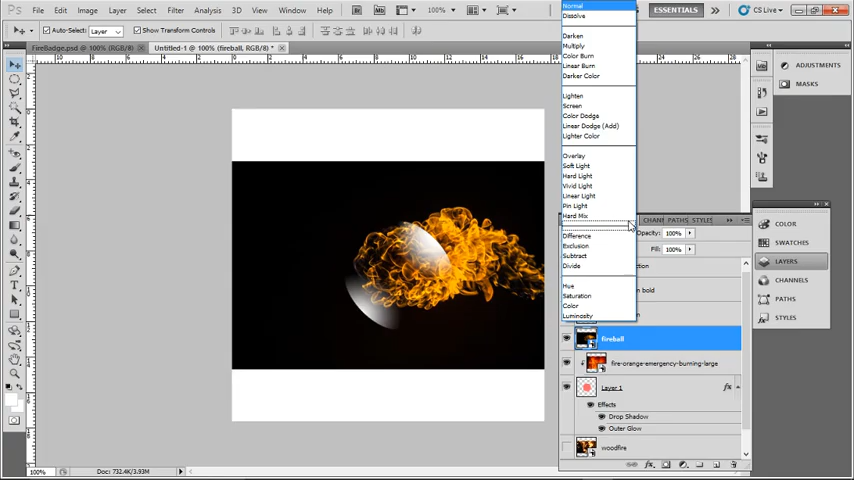 Ps File Edit Image Layer Select Filter Analysis 3D View Window Help Mb 100% ESSENTIALS CS Live
Auto-Select: Layer Show Transform Controls
FireBadge.psd @ 100% (RGB/8) × Untitled-1 @ 100% (fireball, RGB/8) * ×
Normal
Dissolve
Darken
Multiply
Color Burn
Linear Burn
Darker Color
Lighten
Screen
Color Dodge
Linear Dodge (Add)
Lighter Color
Overlay
Soft Light
Hard Light
Vivid Light
Linear Light
Pin Light
Hard Mix
Difference
Exclusion
Subtract
Divide
Hue
Saturation
Color
Luminosity
ADJUSTMENTS
MASKS
PATHS STYLES
Opacity: 100%
Fill: 100%
fireball
fire-orange-emergency-burning-large
Layer 1 fx
Effects
Drop Shadow
Outer Glow
woodfire
COLOR
SWATCHES
LAYERS
CHANNELS
PATHS
STYLES
100% Doc: 732.4K/3.93M